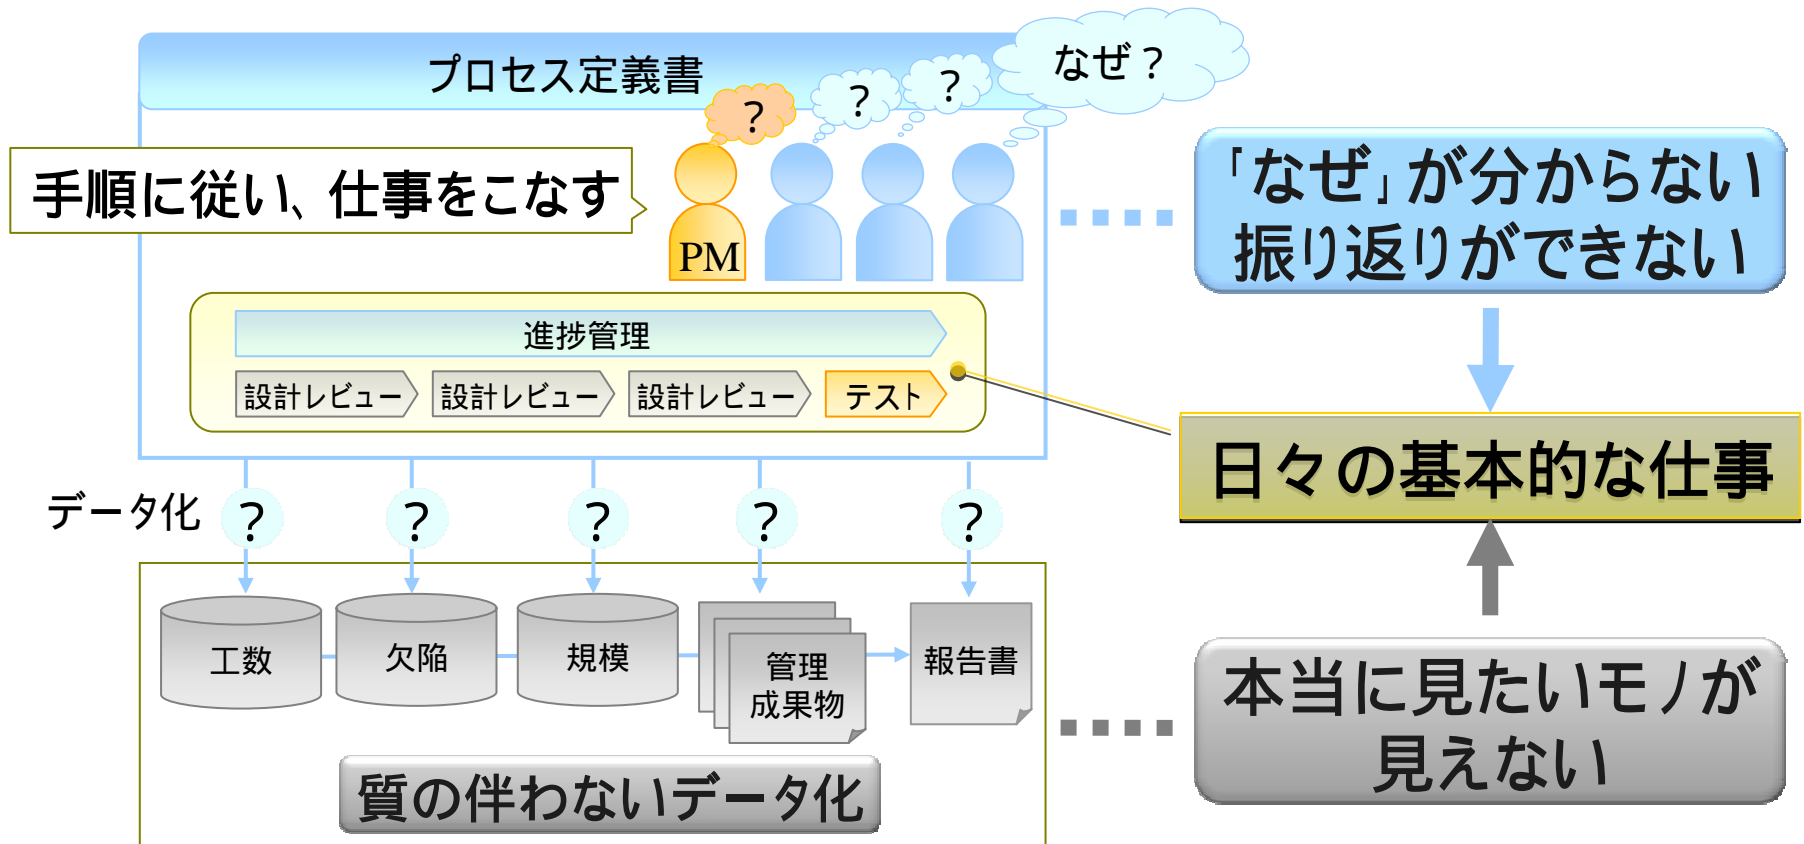 プロセス定義書
なぜ？
？
？
？
手順に従い、仕事をこなす
PM
「なぜ」が分からない
振り返りができない
進捗管理
設計レビュー
設計レビュー
設計レビュー
テスト
日々の基本的な仕事
データ化
？
？
？
？
？
工数
欠陥
規模
管理
成果物
報告書
本当に見たいモノが
見えない
質の伴わないデータ化